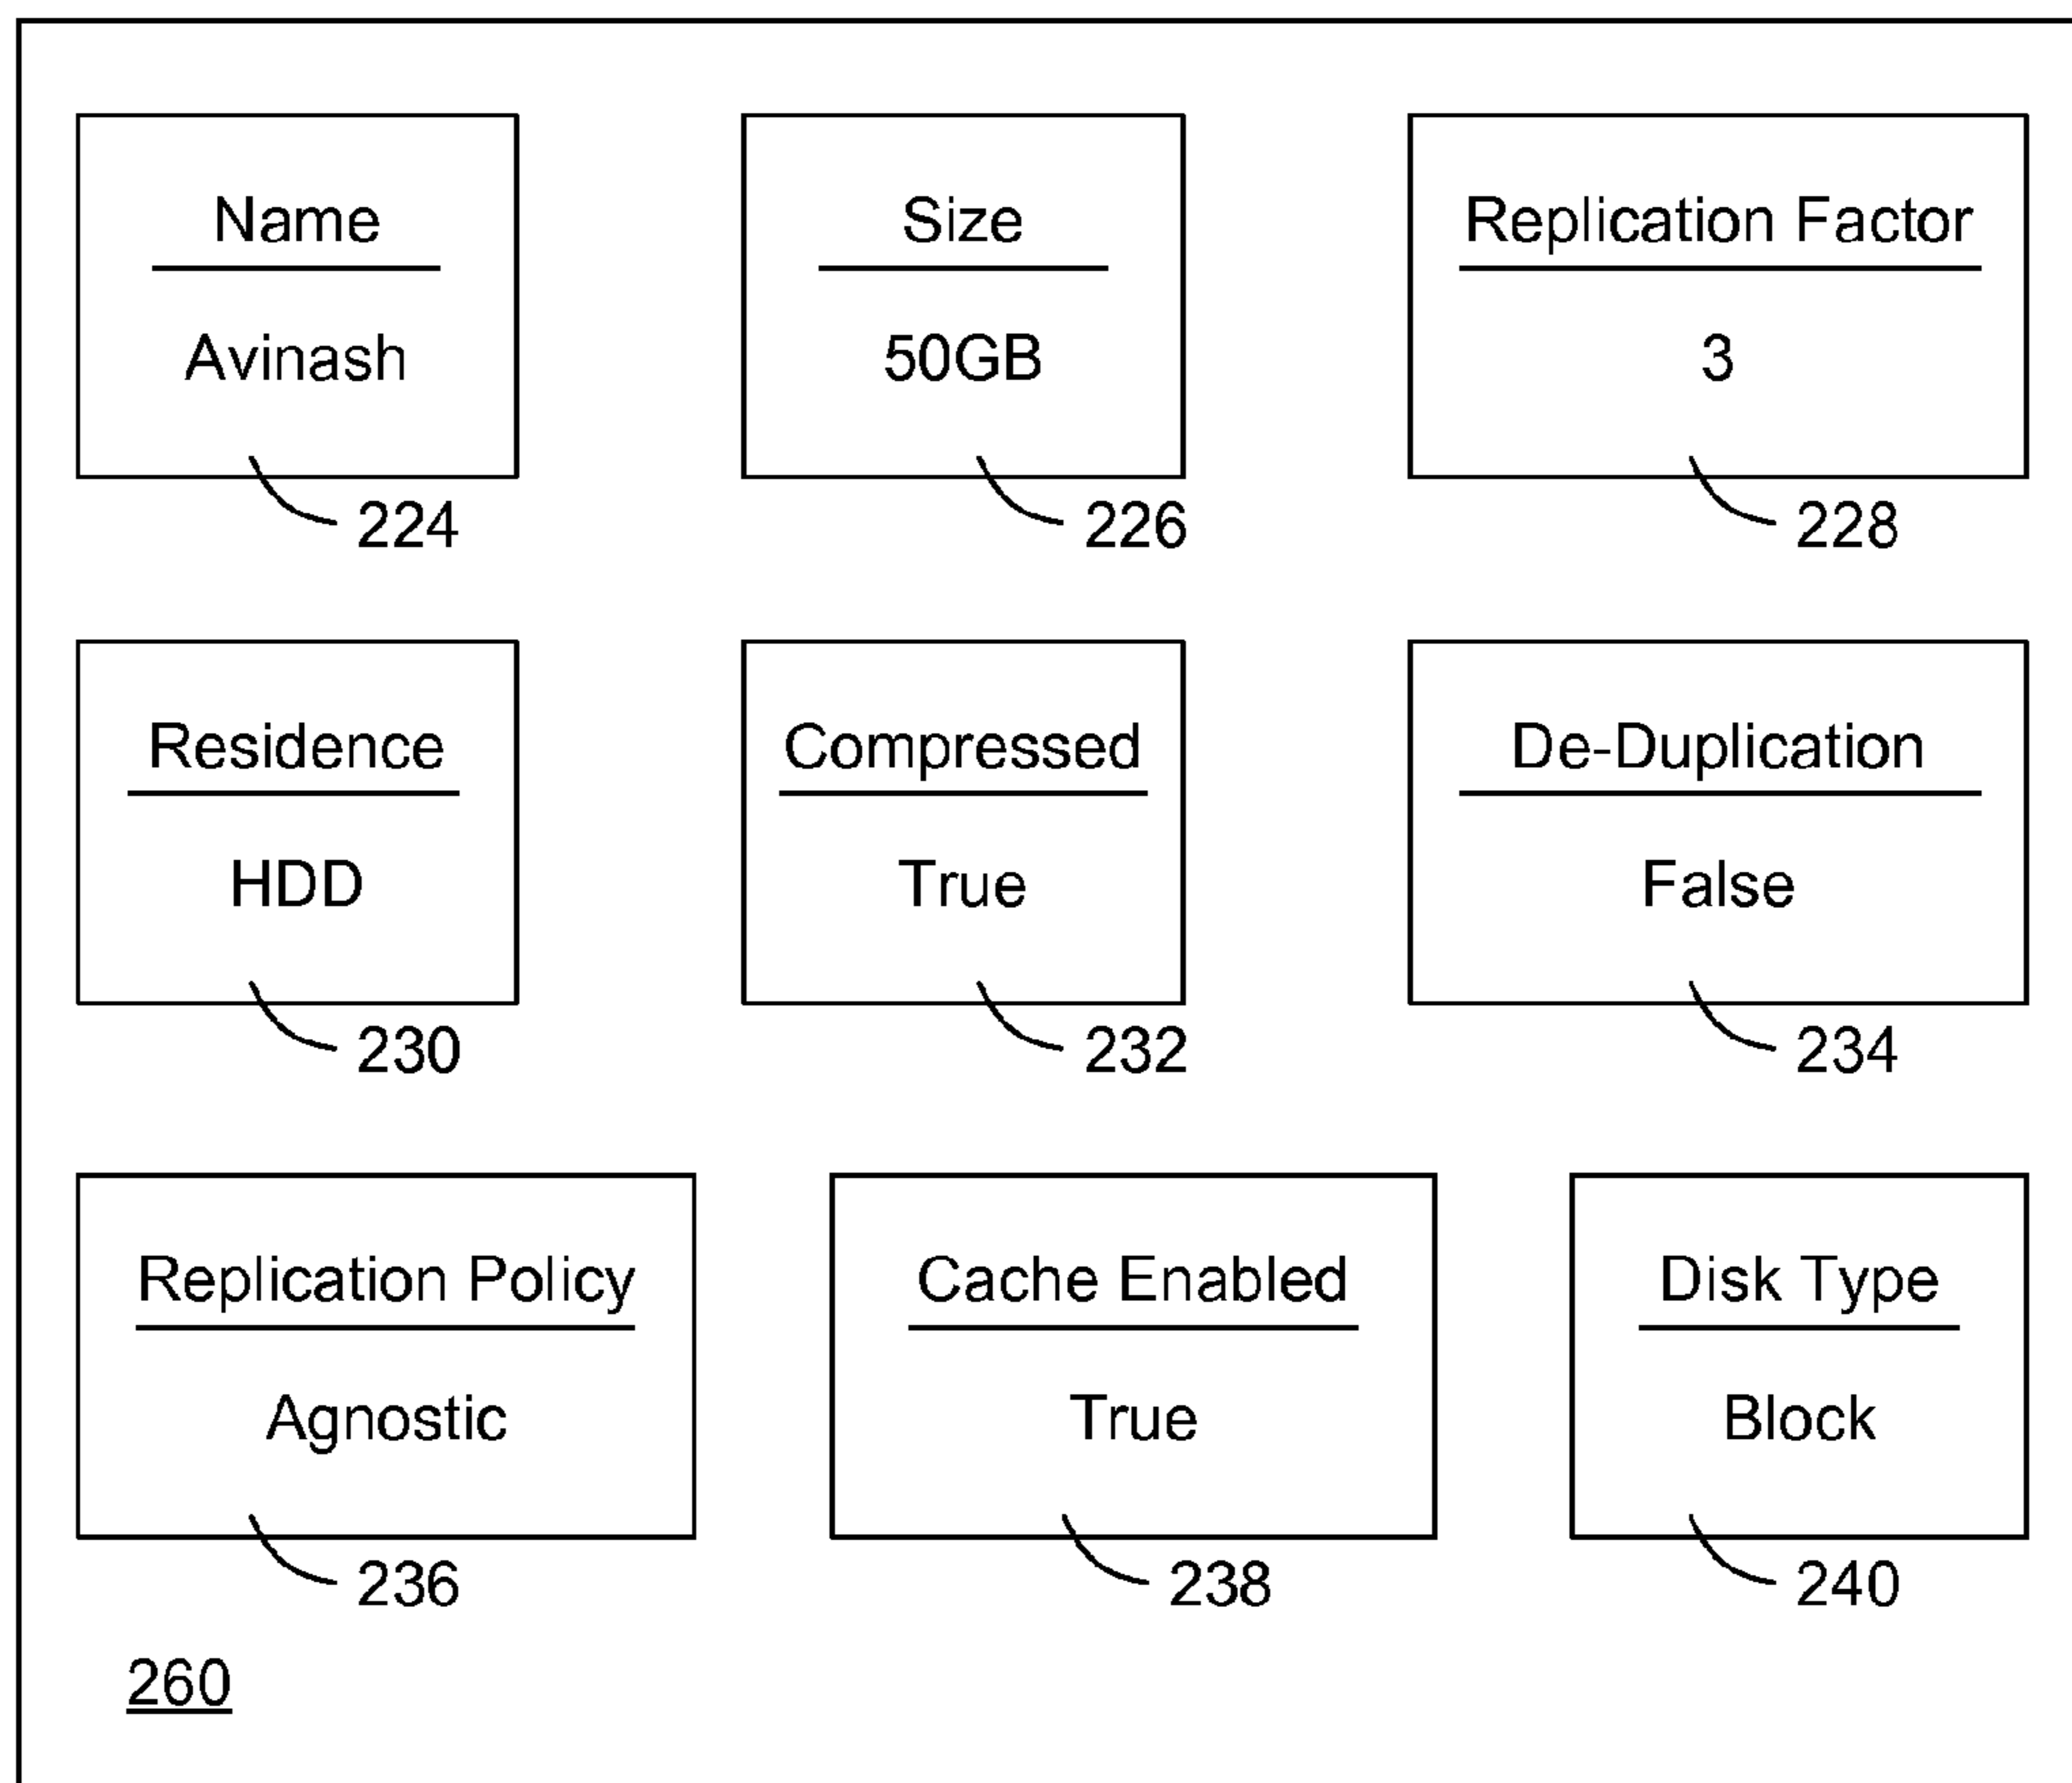 Name
Avinash
224
Size
50GB
226
Replication Factor
3
228
Residence
HDD
230
Compressed
True
232
De-Duplication
False
234
Replication Policy
Agnostic
236
Cache Enabled
True
238
Disk Type
Block
240
260